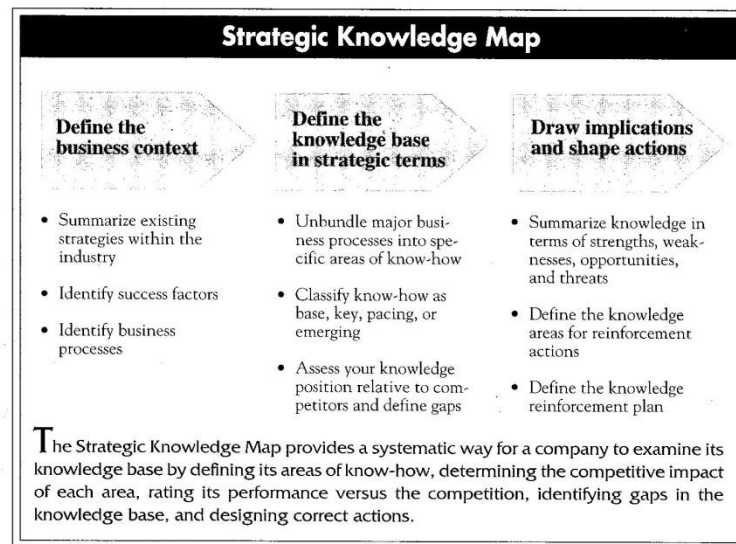 Strategic Knowledge Map
Define the
business context
• Summarize existing
strategies within the
industry
• Identify success factors
• Identify business
processes
Define the
knowledge base
in strategic terms
• Unbundle major busi-
ness processes into spe-
cific areas of know-how
• Classify know-how as
base, key, pacing, or
emerging
• Assess your knowledge
position relative to com-
petitors and define gaps
Draw implications
and shape actions
• Summarize knowledge in
terms of strengths, weak-
nesses, opportunities,
and threats
• Define the knowledge
areas for reinforcement
actions
• Define the knowledge
reinforcement plan
The Strategic Knowledge Map provides a systematic way for a company to examine its
knowledge base by defining its areas of know-how, determining the competitive impact
of each area, rating its performance versus the competition, identifying gaps in the
knowledge base, and designing correct actions.